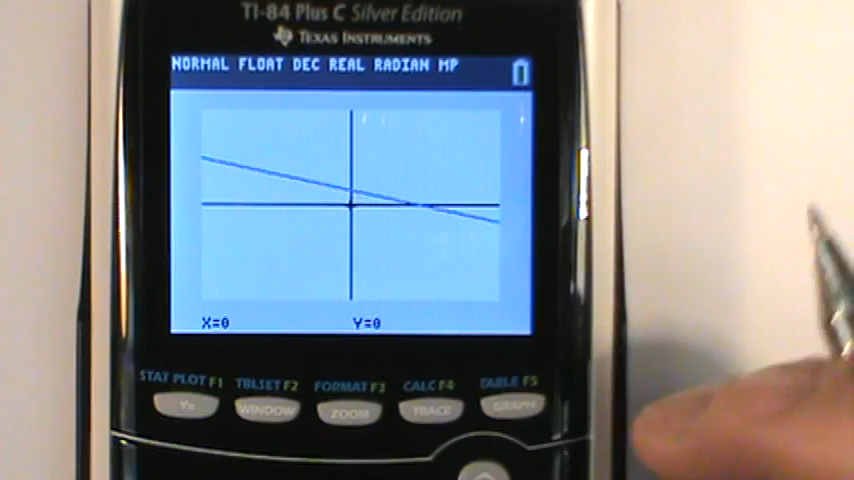 TI-84 Plus C Silver Edition
TEXAS INSTRUMENTS
NORMAL FLOAT DEC REAL RADIAN MP
X=0 Y=0
STAT PLOT F1 TBLSET F2 FORMAT F3 CALC F4 TABLE F5
Y= WINDOW ZOOM TRACE GRAPH